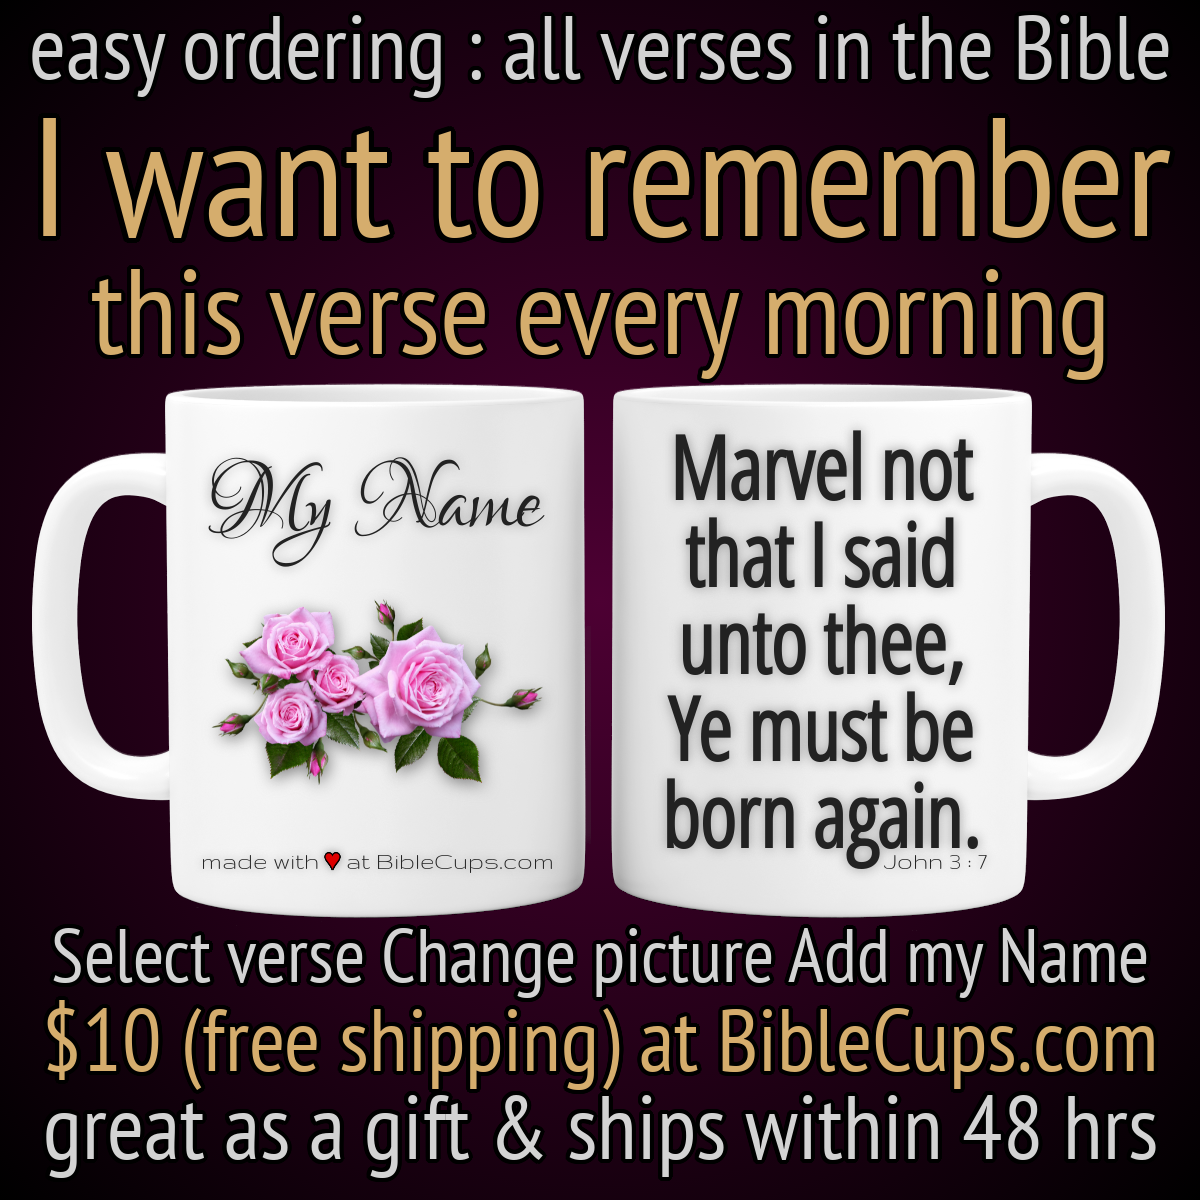 easy ordering : all verses in the Bible
I want to remember
this verse every morning
My Name
made with at BibleCups.com
Marvel not
that I said
unto thee,
Ye must be
born again.
John 3 : 7
Select verse Change picture Add my Name
$10 (free shipping) at BibleCups.com
great as a gift & ships within 48 hrs